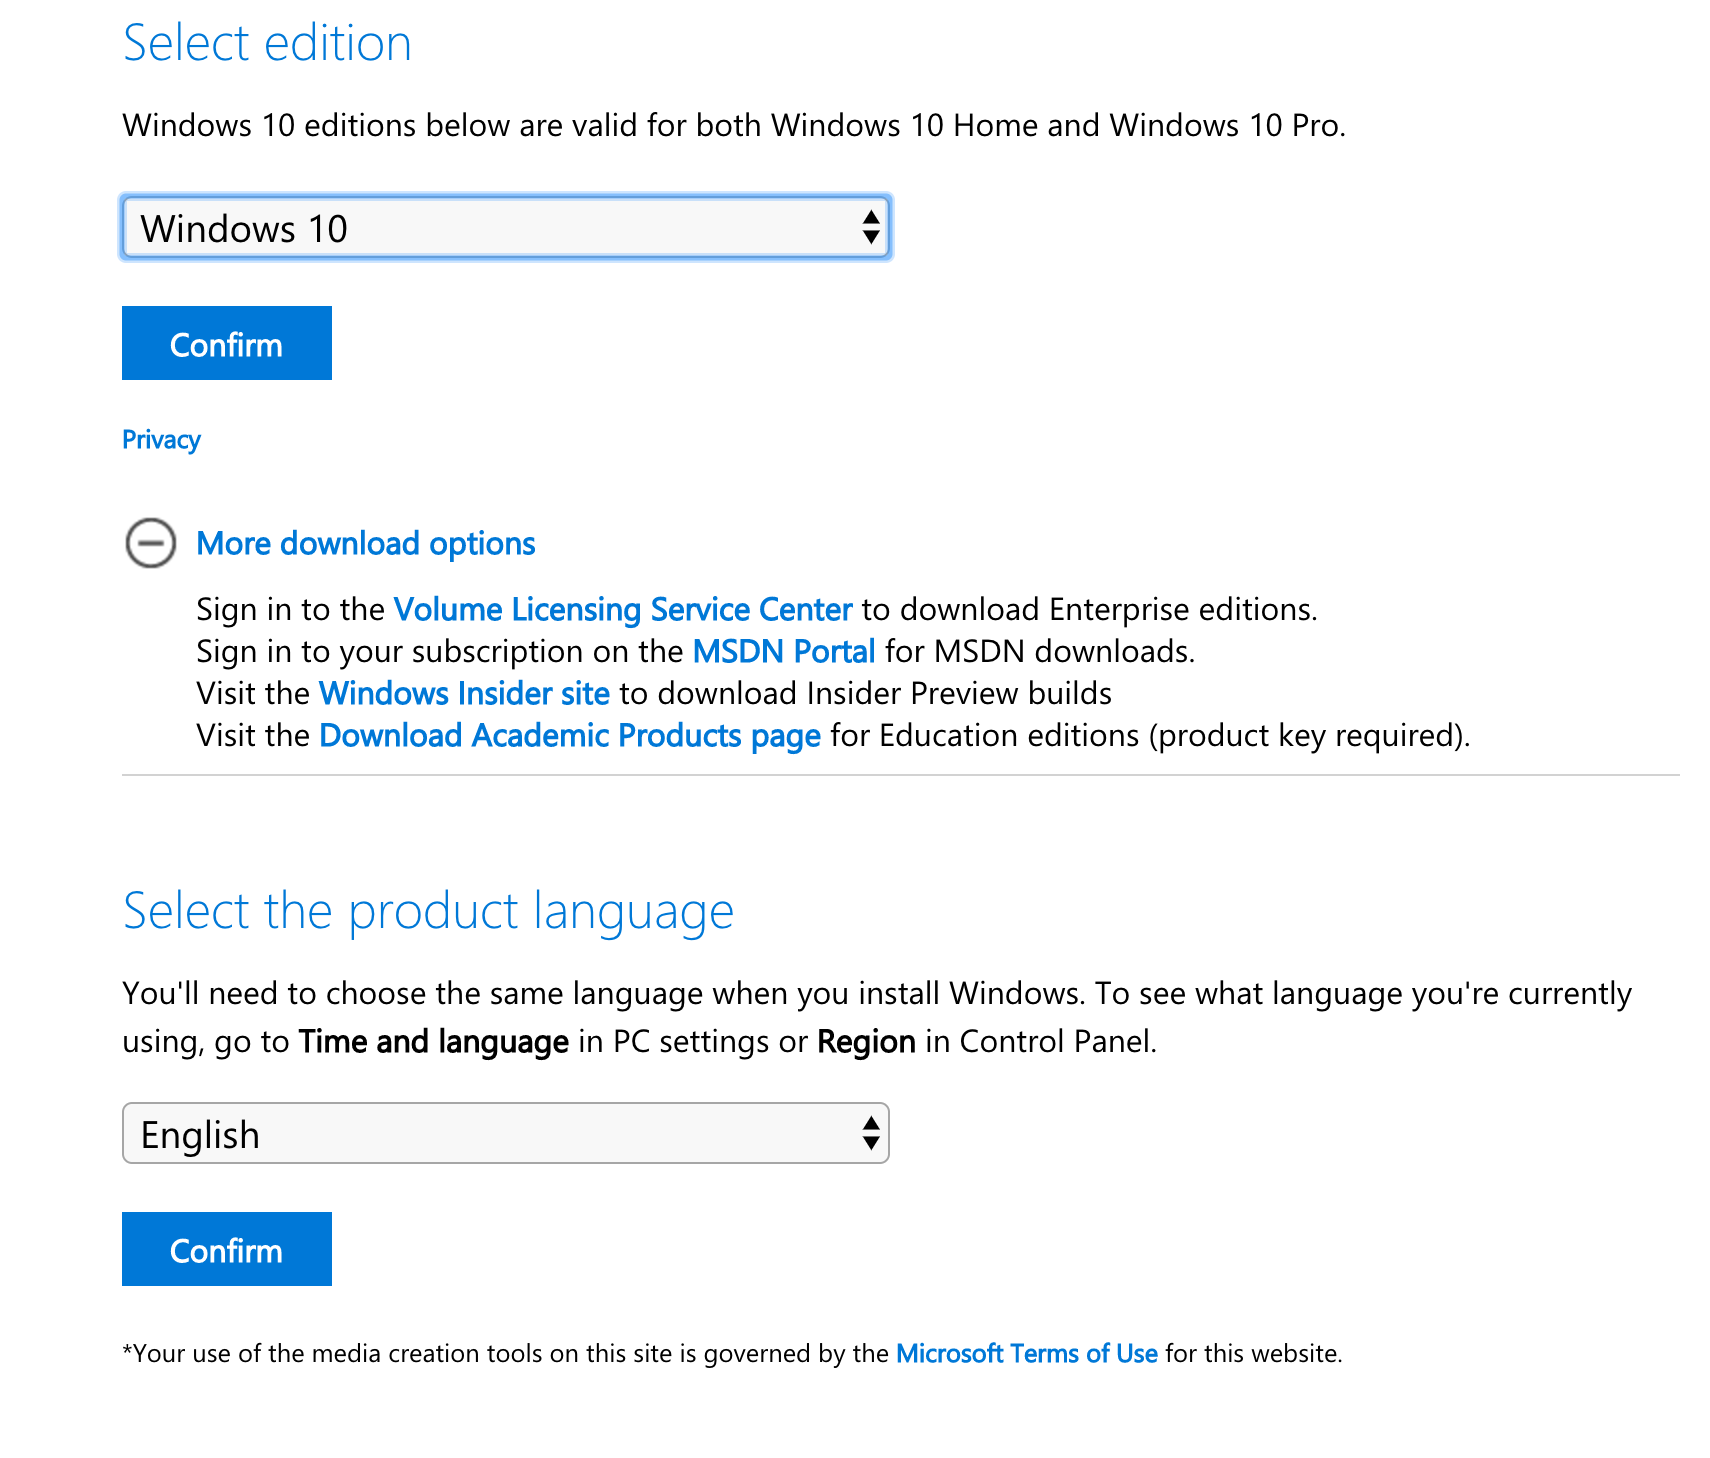 Select edition
Windows 10 editions below are valid for both Windows 10 Home and Windows 10 Pro.
Windows 10
Confirm
Privacy
More download options
Sign in to the Volume Licensing Service Center to download Enterprise editions.
Sign in to your subscription on the MSDN Portal for MSDN downloads.
Visit the Windows Insider site to download Insider Preview builds
Visit the Download Academic Products page for Education editions (product key required).
Select the product language
You'll need to choose the same language when you install Windows. To see what language you're currently
using, go to Time and language in PC settings or Region in Control Panel.
English
Confirm
*Your use of the media creation tools on this site is governed by the Microsoft Terms of Use for this website.